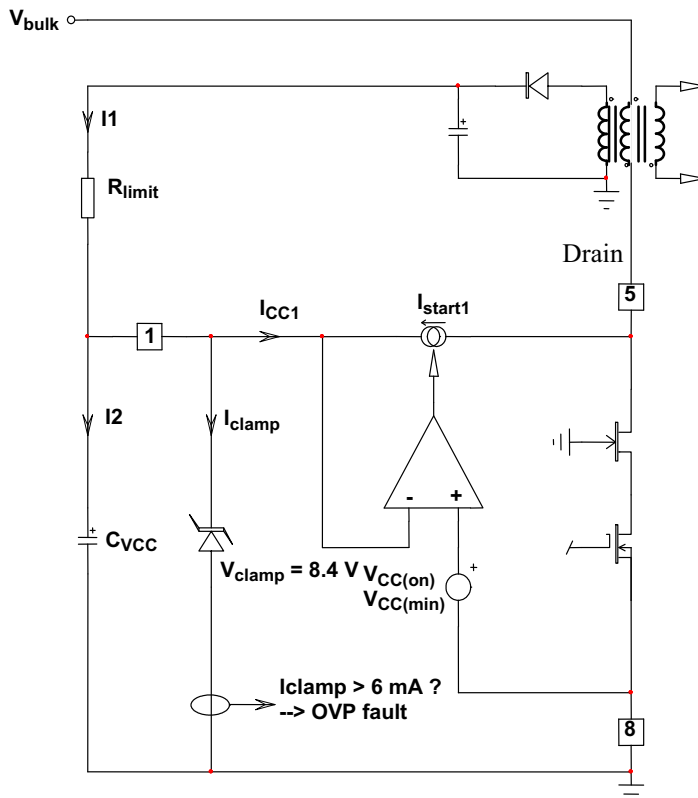 Vbulk
I1
Rlimit
Drain
5
ICC1
Istart1
1
I2
Iclamp
- +
CVCC
Vclamp = 8.4 V VCC(on)
VCC(min)
Iclamp > 6 mA ?
--> OVP fault
8